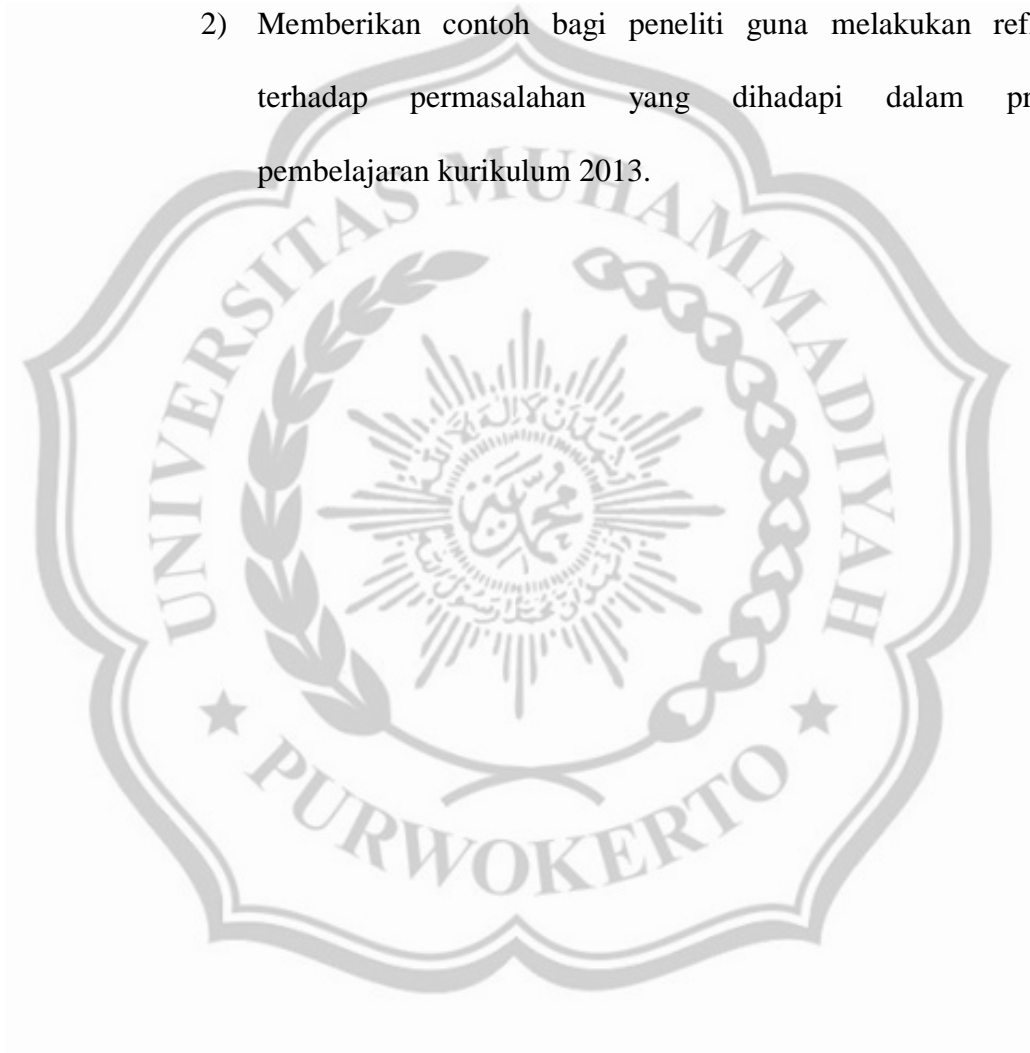 2) Memberikan contoh bagi peneliti guna melakukan
terhadap permasalahan yang dihadapi dalam
pembelajaran kurikulum 2013.
UNIVERSITAS MUHAMMADIYAH
PURWOKERTO